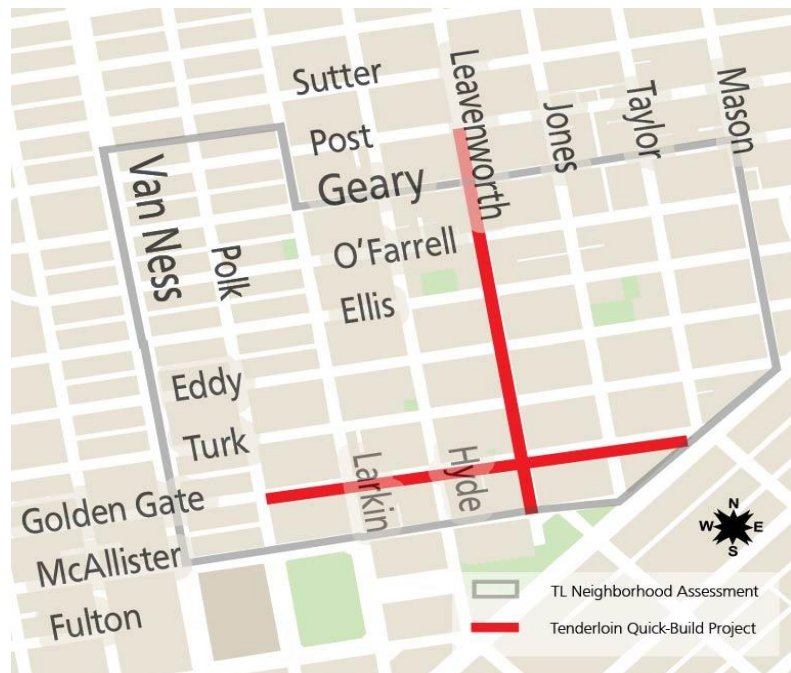 Sutter
Leavenworth
Mason
Taylor
Jones
Post
Geary
Van Ness
Polk
O'Farrell
Ellis
Eddy
Turk
Larkin
Hyde
Golden Gate
McAllister
Fulton
N
W E
S
TL Neighborhood Assessment
Tenderloin Quick-Build Project